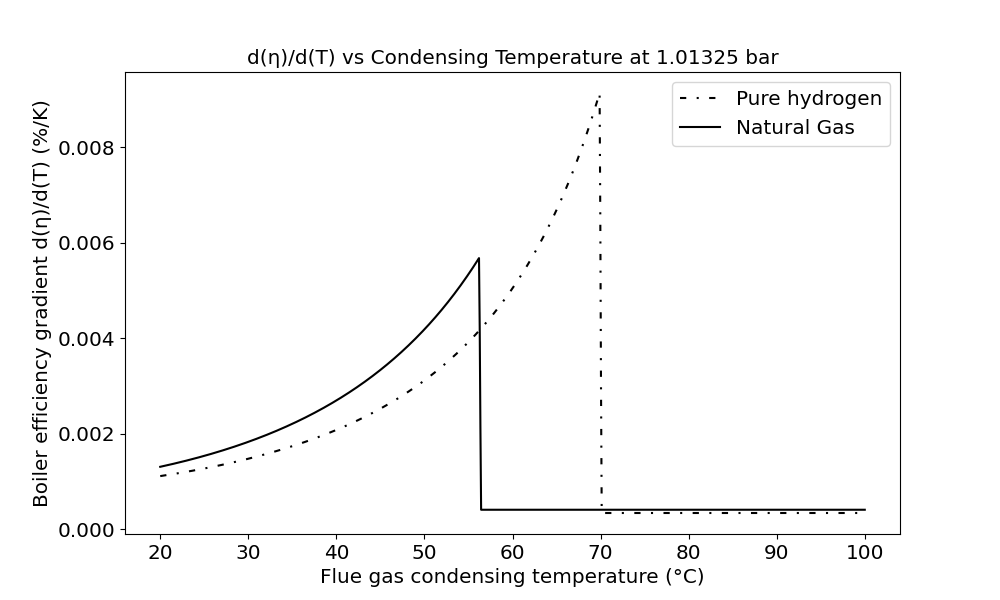 d(η)/d(T) vs Condensing Temperature at 1.01325 bar
Pure hydrogen
Natural Gas
Boiler efficiency gradient d(η)/d(T) (%/K)
0.008
0.006
0.004
0.002
0.000
20 30 40 50 60 70 80 90 100
Flue gas condensing temperature (°C)